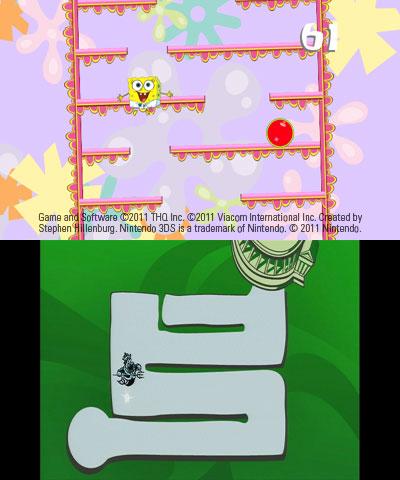 61
Game and Software ©2011 THQ Inc. ©2011 Viacom International Inc. Created by
Stephen Hillenburg. Nintendo 3DS is a trademark of Nintendo. © 2011 Nintendo.